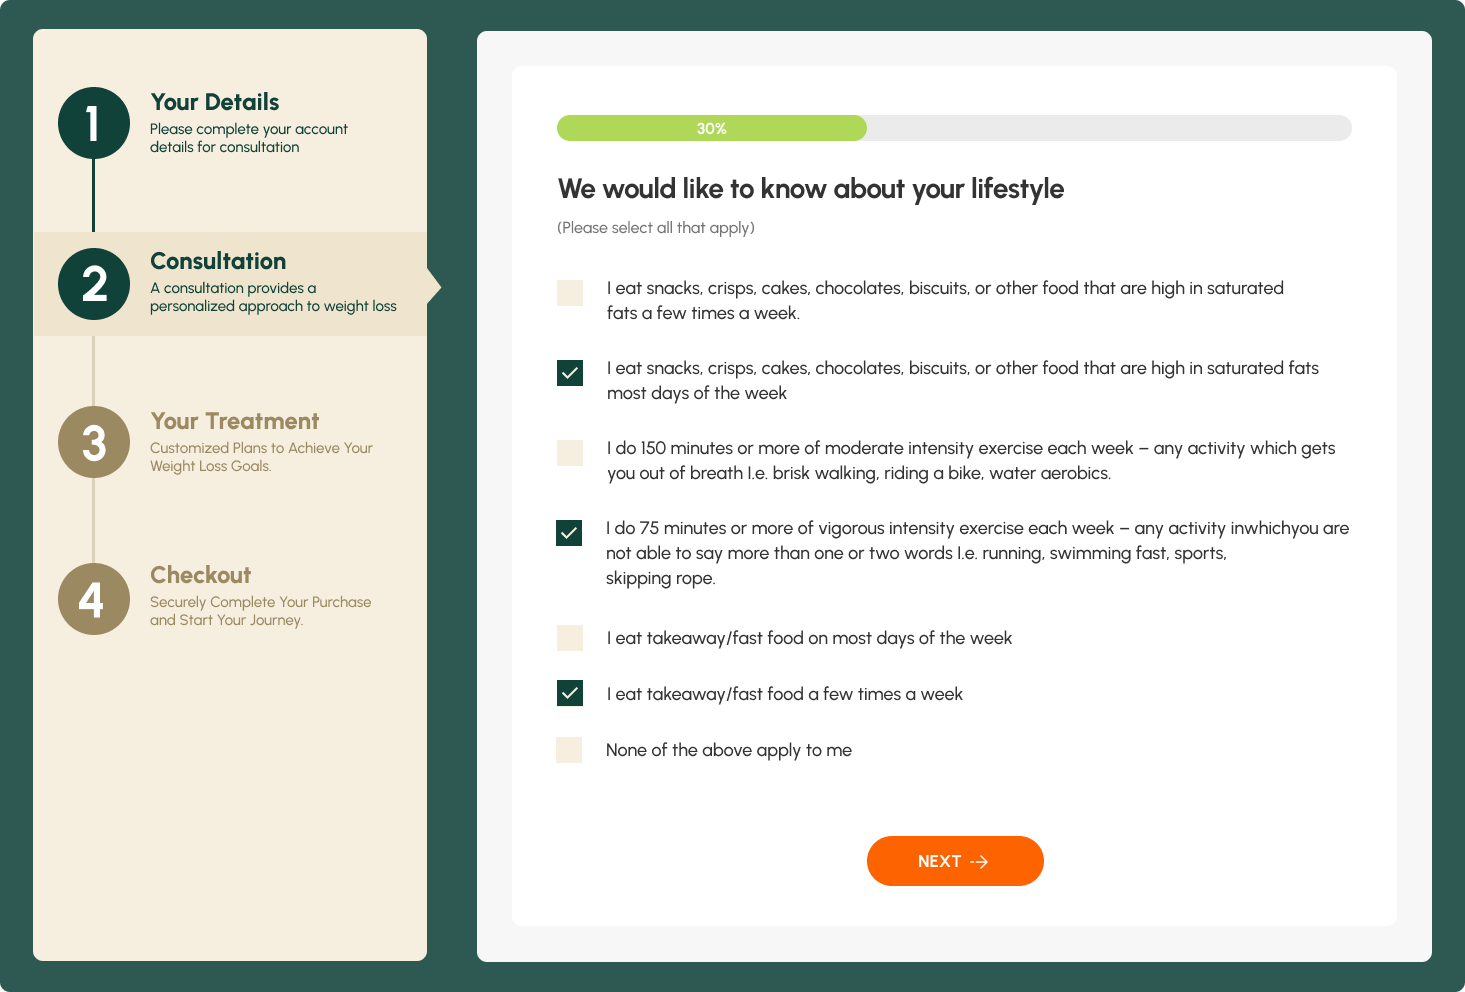 1
Your Details
Please complete your account
details for consultation
2
Consultation
A consultation provides a
personalized approach to weight loss
3
Your Treatment
Customized Plans to Achieve Your
Weight Loss Goals.
4
Checkout
Securely Complete Your Purchase
and Start Your Journey.
30%
We would like to know about your lifestyle
(Please select all that apply)
I eat snacks, crisps, cakes, chocolates, biscuits, or other food that are high in saturated
fats a few times a week.
I eat snacks, crisps, cakes, chocolates, biscuits, or other food that are high in saturated fats
most days of the week
I do 150 minutes or more of moderate intensity exercise each week – any activity which gets
you out of breath I.e. brisk walking, riding a bike, water aerobics.
I do 75 minutes or more of vigorous intensity exercise each week – any activity inwhichyou are
not able to say more than one or two words I.e. running, swimming fast, sports,
skipping rope.
I eat takeaway/fast food on most days of the week
I eat takeaway/fast food a few times a week
None of the above apply to me
NEXT